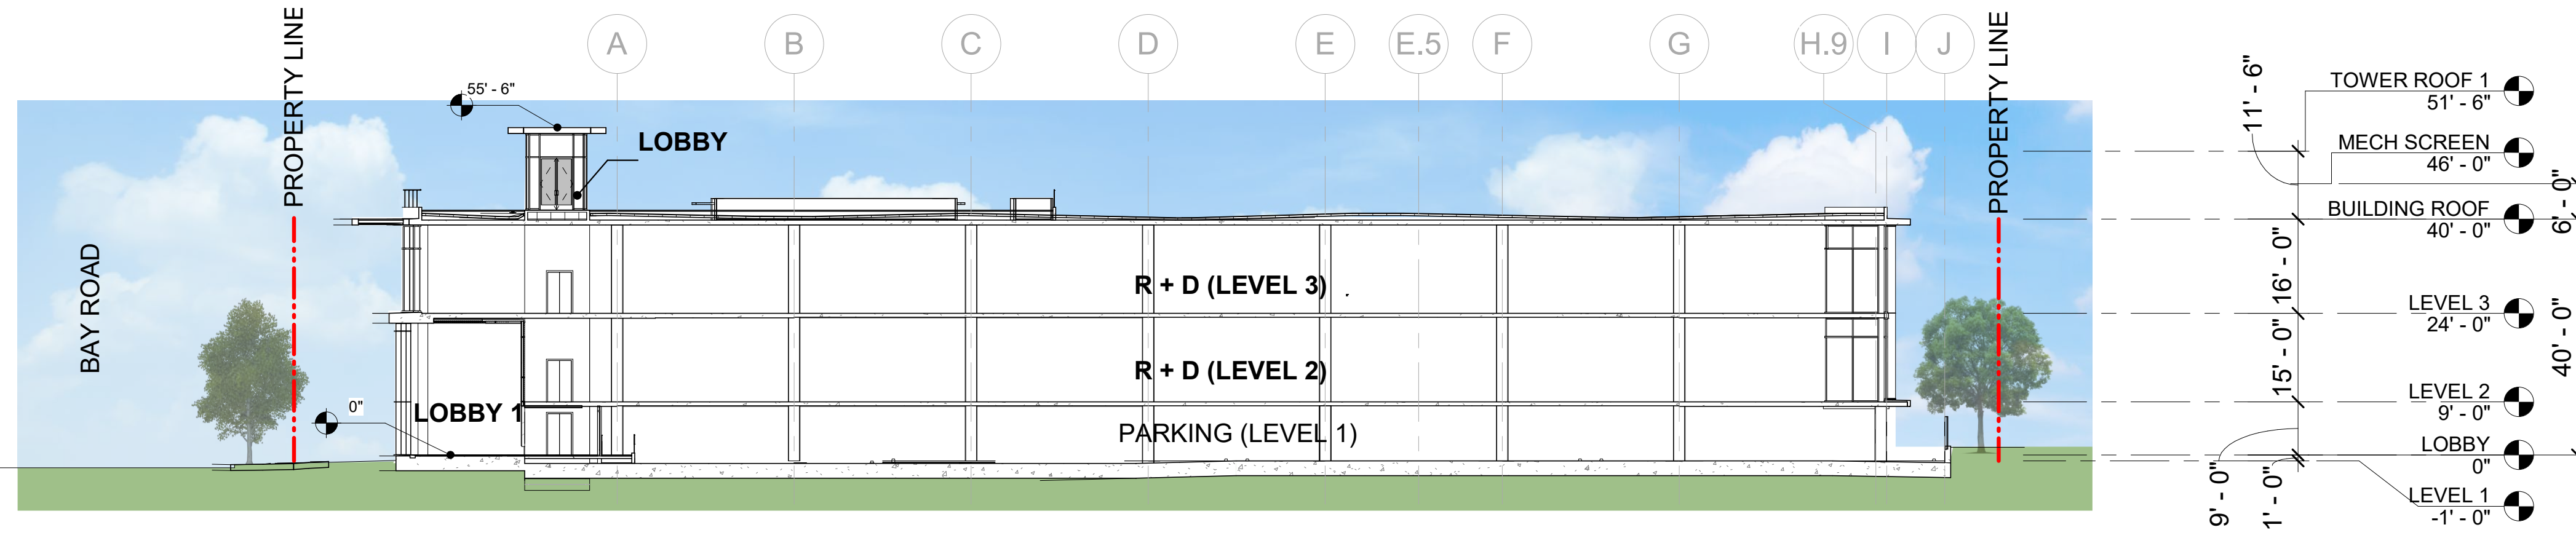 PROPERTY LINE
A
B
C
D
E
E.5
F
G
H.9
I
J
PROPERTY LINE
55' - 6"
LOBBY
BAY ROAD
R + D (LEVEL 3)
R + D (LEVEL 2)
0"
LOBBY 1
PARKING (LEVEL 1)
11' - 6"
TOWER ROOF 1
51' - 6"
MECH SCREEN
46' - 0"
6' - 0"
BUILDING ROOF
40' - 0"
16' - 0"
LEVEL 3
24' - 0"
15' - 0"
40' - 0"
LEVEL 2
9' - 0"
LOBBY
0"
9' - 0"
1' - 0"
LEVEL 1
-1' - 0"